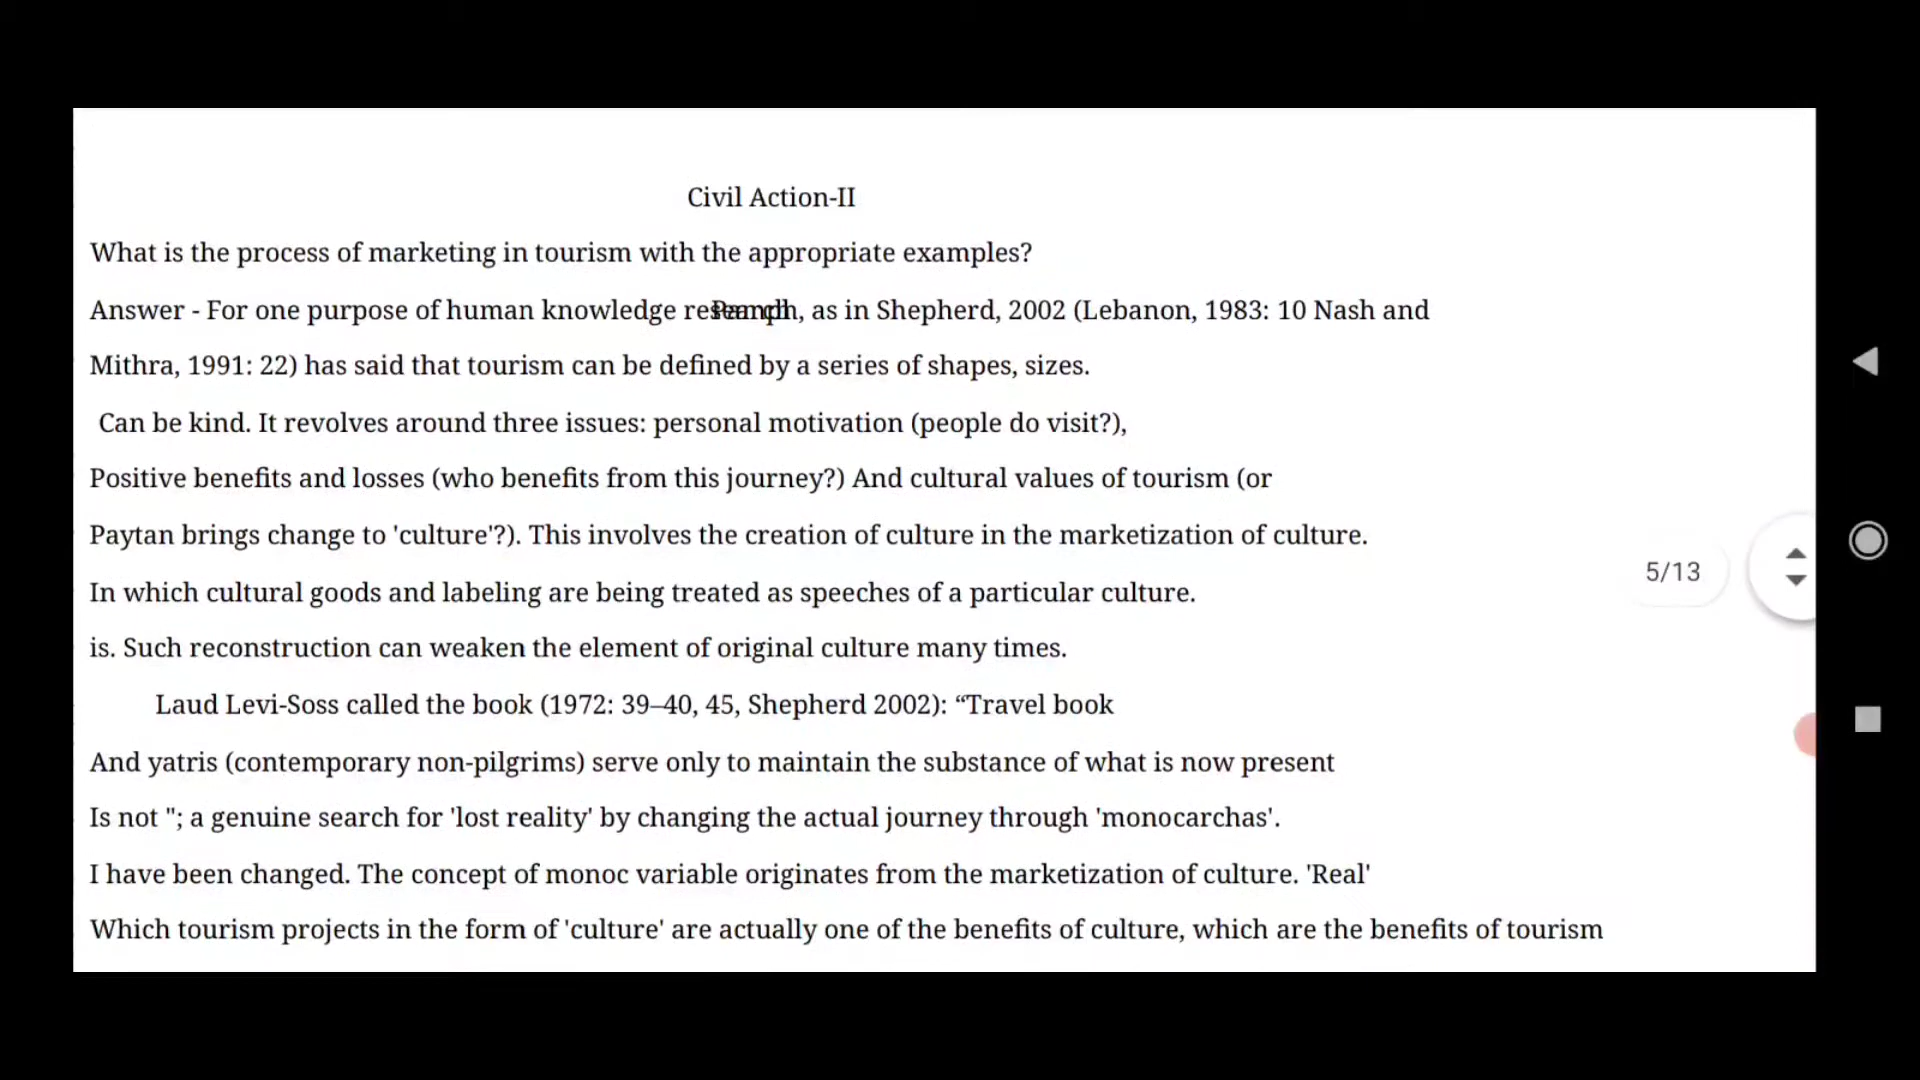 Civil Action-II
What is the process of marketing in tourism with the appropriate examples?
Answer - For one purpose of human knowledge research, as in Shepherd, 2002 (Lebanon, 1983: 10 Nash and
Mithra, 1991: 22) has said that tourism can be defined by a series of shapes, sizes.
Can be kind. It revolves around three issues: personal motivation (people do visit?),
Positive benefits and losses (who benefits from this journey?) And cultural values of tourism (or
Paytan brings change to 'culture'?). This involves the creation of culture in the marketization of culture.
In which cultural goods and labeling are being treated as speeches of a particular culture.
is. Such reconstruction can weaken the element of original culture many times.
Laud Levi-Soss called the book (1972: 39–40, 45, Shepherd 2002): “Travel book
And yatris (contemporary non-pilgrims) serve only to maintain the substance of what is now present
Is not "; a genuine search for 'lost reality' by changing the actual journey through 'monocarchas'.
I have been changed. The concept of monoc variable originates from the marketization of culture. 'Real'
Which tourism projects in the form of 'culture' are actually one of the benefits of culture, which are the benefits of tourism
5/13